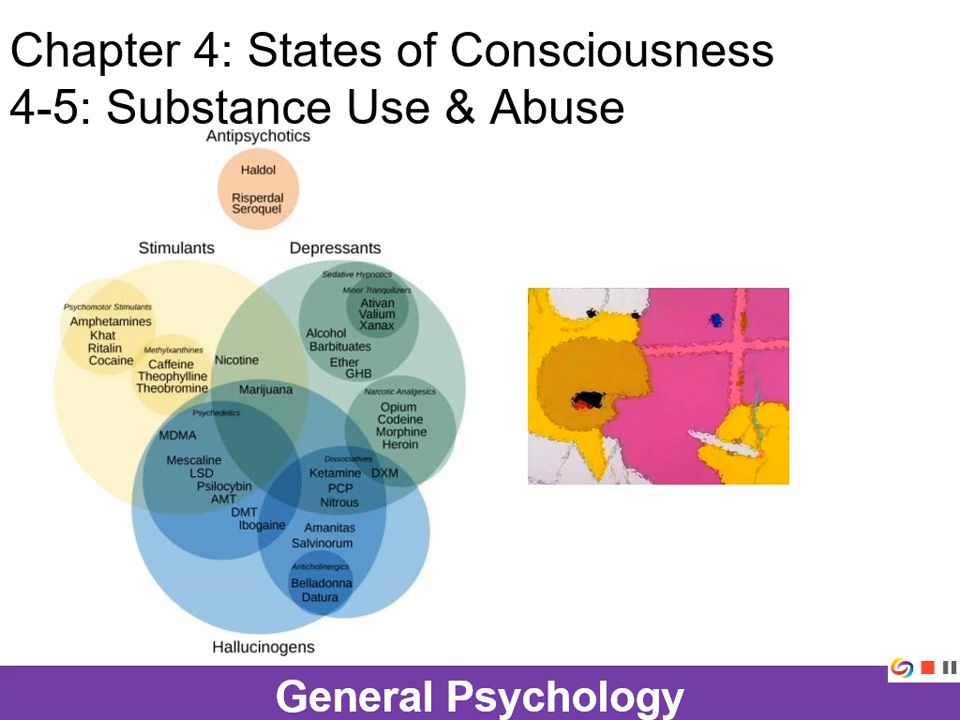 Chapter 4: States of Consciousness
4-5: Substance Use & Abuse
Antipsychotics
Haldol
Risperdal
Seroquel
Stimulants
Depressants
Psychomotor Stimulants
Amphetamines
Khat
Ritalin
Cocaine
Methylxanthines
Caffeine
Theophylline
Theobromine
Nicotine
Marijuana
Sedative Hypnotics
Minor Tranquilizers
Ativan
Valium
Xanax
Alcohol
Barbituates
Ether
GHB
Narcotic Analgesics
Opium
Codeine
Morphine
Heroin
Psychedelics
MDMA
Mescaline
LSD
Psilocybin
AMT
DMT
Ibogaine
Dissociatives
Ketamine
DXM
PCP
Nitrous
Amanitas
Salvinorum
Anticholinergics
Belladonna
Datura
Hallucinogens
General Psychology